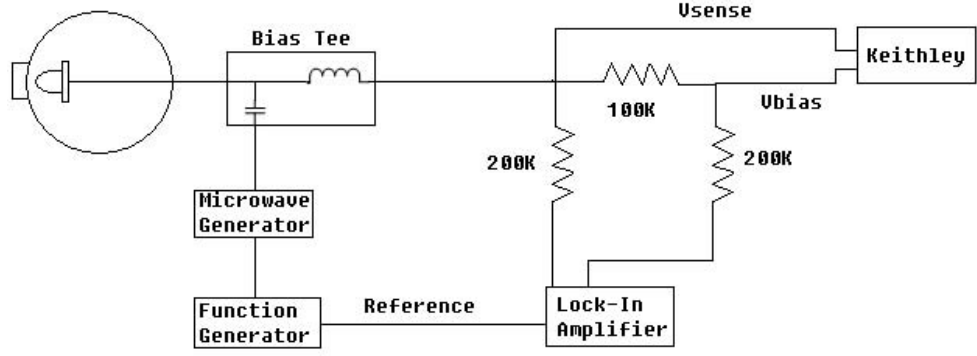 Vsense
Bias Tee
Keithley
100K
Vbias
200K
200K
Microwave
Generator
Function
Generator
Reference
Lock-In
Amplifier